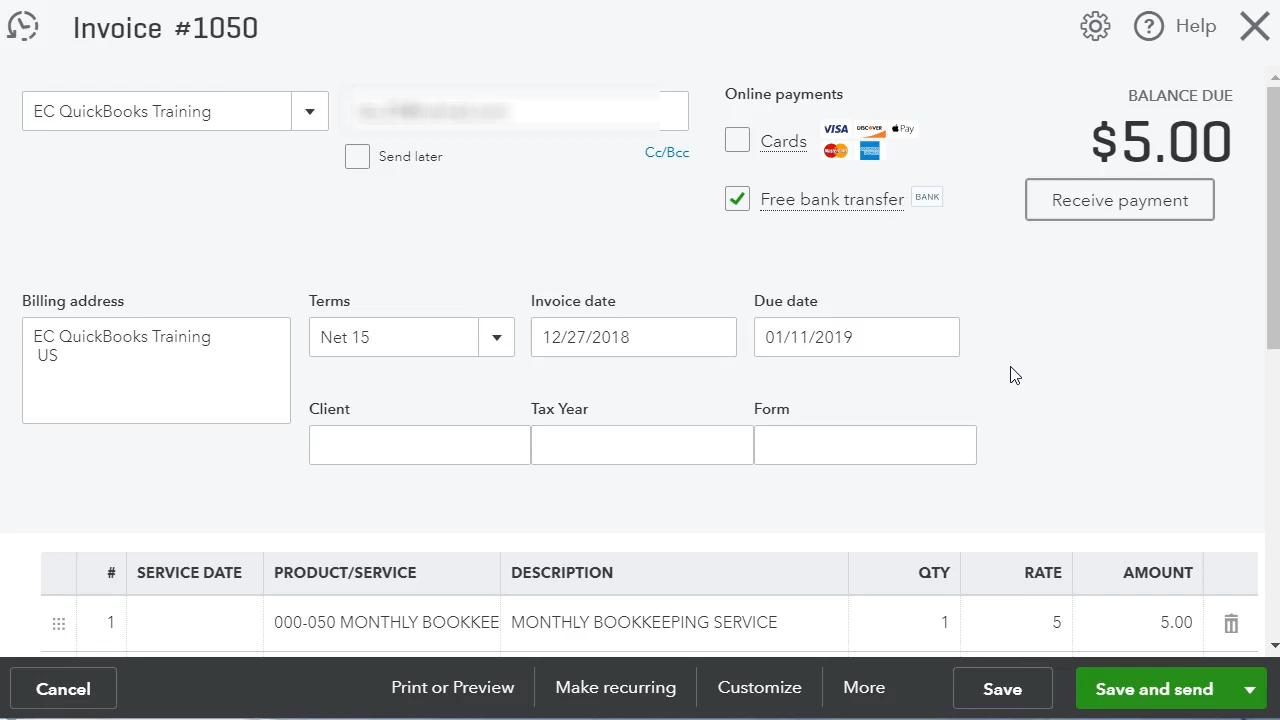 Invoice #1050
Help
EC QuickBooks Training
Send later
Cc/Bcc
Online payments
Cards
VISA DISCOVER Pay
MasterCard
Free bank transfer BANK
BALANCE DUE
$5.00
Receive payment
Billing address
EC QuickBooks Training
US
Terms
Net 15
Invoice date
12/27/2018
Due date
01/11/2019
Client
Tax Year
Form
# SERVICE DATE PRODUCT/SERVICE DESCRIPTION QTY RATE AMOUNT
1 000-050 MONTHLY BOOKKEE MONTHLY BOOKKEEPING SERVICE 1 5 5.00
Cancel Print or Preview Make recurring Customize More Save Save and send